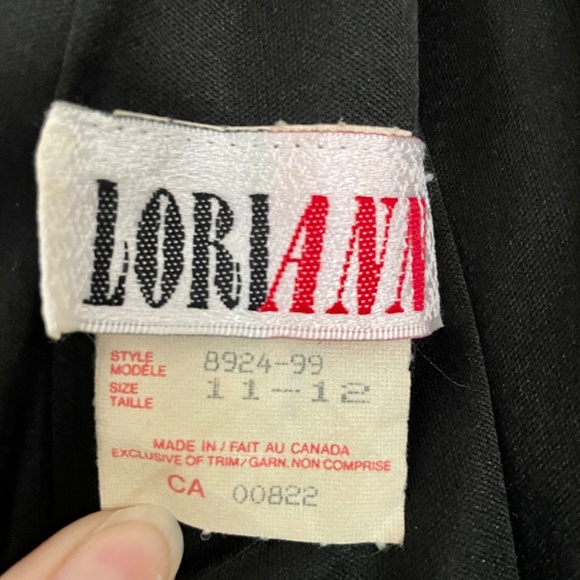 LORIANN
STYLE
MODÈLE 8924-99
SIZE
TAILLE 11-12
MADE IN / FAIT AU CANADA
EXCLUSIVE OF TRIM/GARN. NON COMPRISE
CA 00822